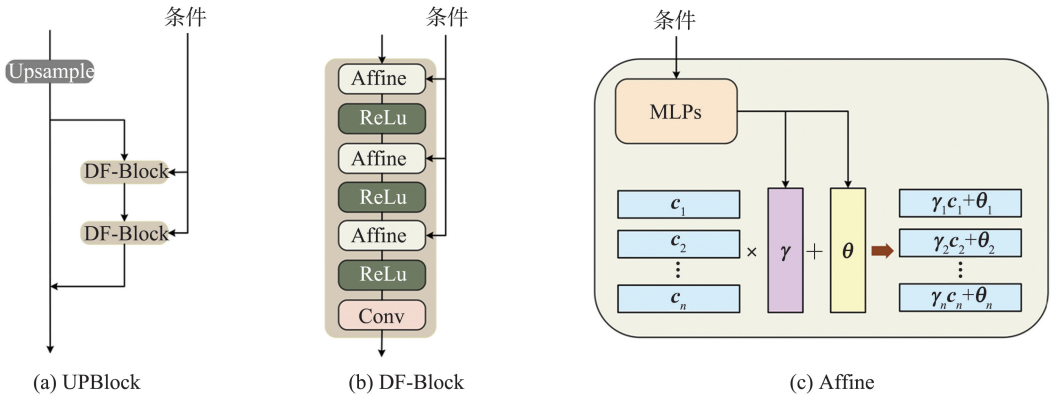 条件
Upsample
DF-Block
DF-Block
(a) UPBlock
条件
Affine
ReLu
Affine
ReLu
Affine
ReLu
Conv
(b) DF-Block
条件
MLPs
c₁
c₂
⋮
cₙ
×
γ
+
θ
γ₁c₁+θ₁
γ₂c₂+θ₂
⋮
γₙcₙ+θₙ
(c) Affine